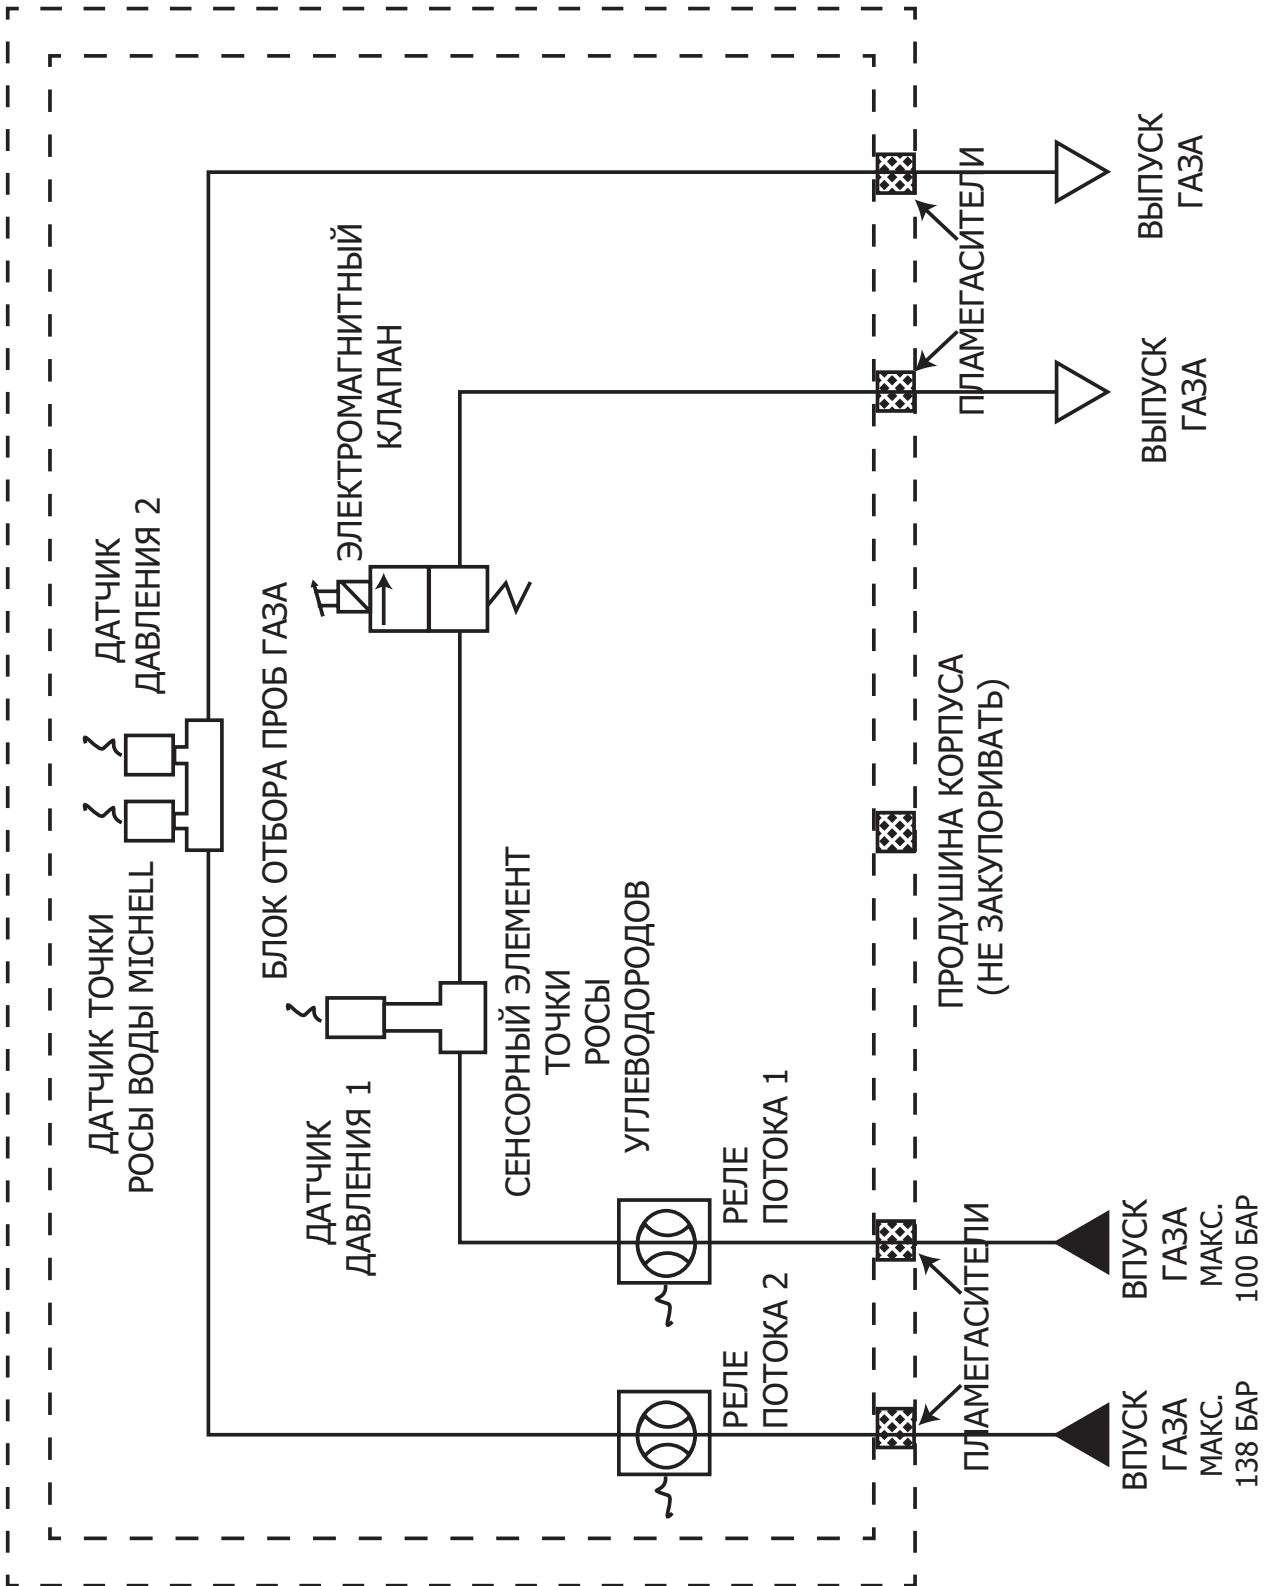 ДАТЧИК ТОЧКИ
РОСЫ ВОДЫ MICHELL
ДАТЧИК
ДАВЛЕНИЯ 2
БЛОК ОТБОРА ПРОБ ГАЗА
ДАТЧИК
ДАВЛЕНИЯ 1
ЭЛЕКТРОМАГНИТНЫЙ
КЛАПАН
СЕНСОРНЫЙ ЭЛЕМЕНТ
ТОЧКИ
РОСЫ
УГЛЕВОДОРОДОВ
РЕЛЕ
ПОТОКА 2
РЕЛЕ
ПОТОКА 1
ПЛАМЕГАСИТЕЛИ
ПРОДУШИНА КОРПУСА
(НЕ ЗАКУПОРИВАТЬ)
ПЛАМЕГАСИТЕЛИ
ВПУСК
ГАЗА
МАКС.
138 БАР
ВПУСК
ГАЗА
МАКС.
100 БАР
ВЫПУСК
ГАЗА
ВЫПУСК
ГАЗА